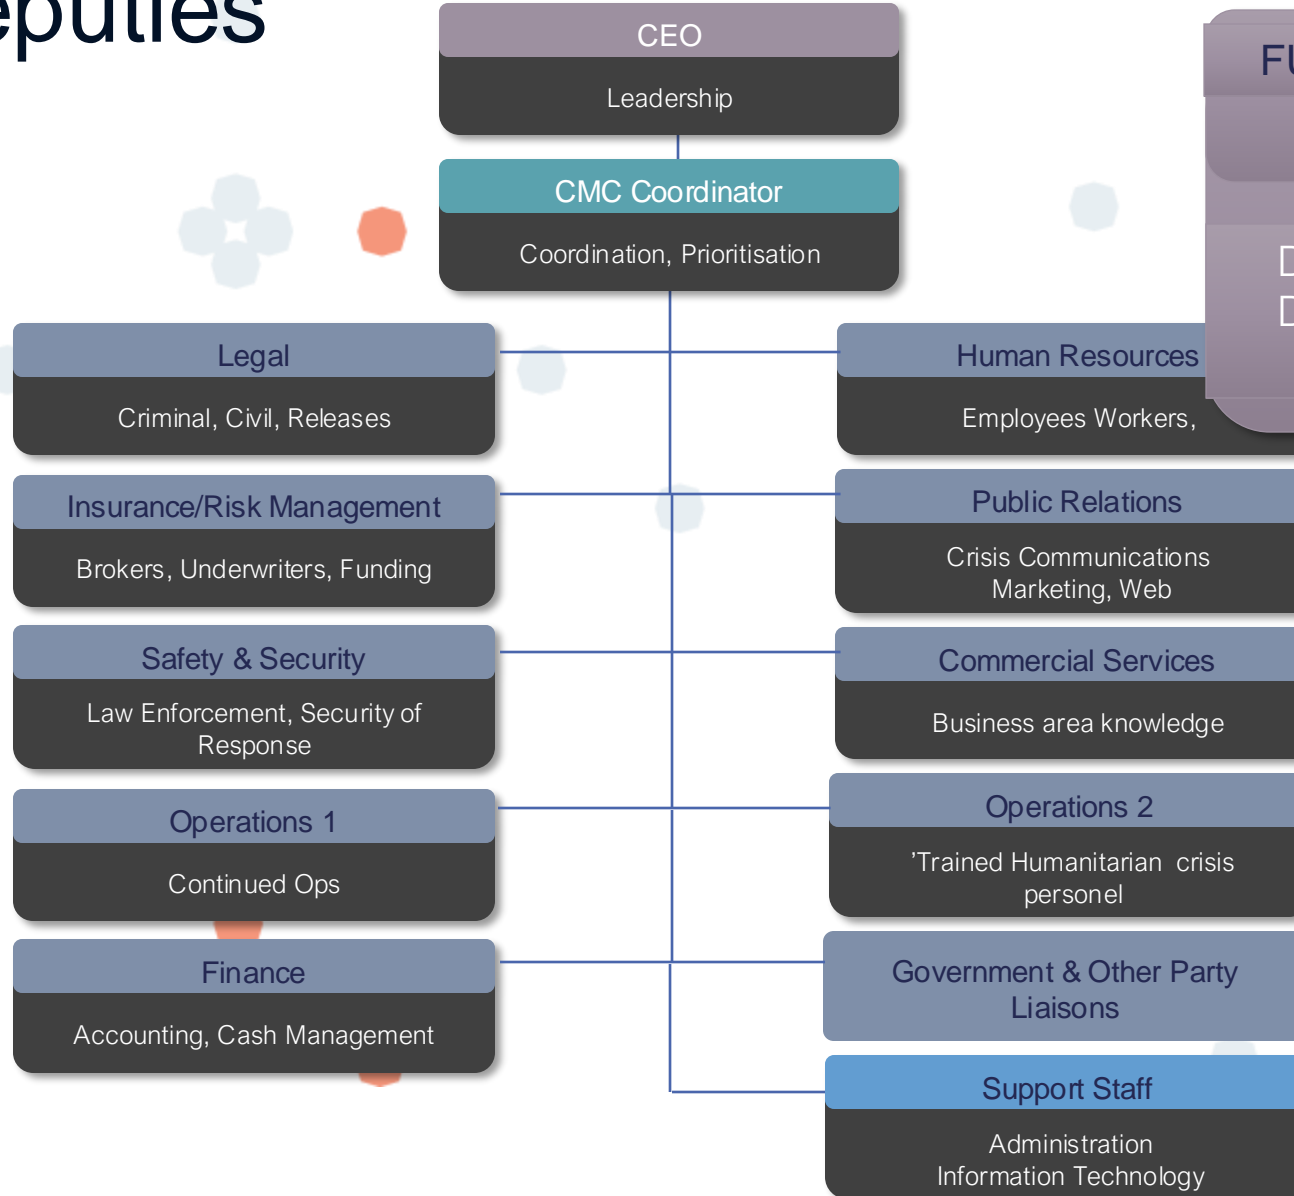 CEO
Leadership
CMC Coordinator
Coordination, Prioritisation
Legal
Criminal, Civil, Releases
Human Resources
Employees Workers,
Insurance/Risk Management
Brokers, Underwriters, Funding
Public Relations
Crisis Communications
Marketing, Web
Safety & Security
Law Enforcement, Security of
Response
Commercial Services
Business area knowledge
Operations 1
Continued Ops
Operations 2
’Trained Humanitarian crisis
personel
Finance
Accounting, Cash Management
Government & Other Party
Liaisons
Support Staff
Administration
Information Technology